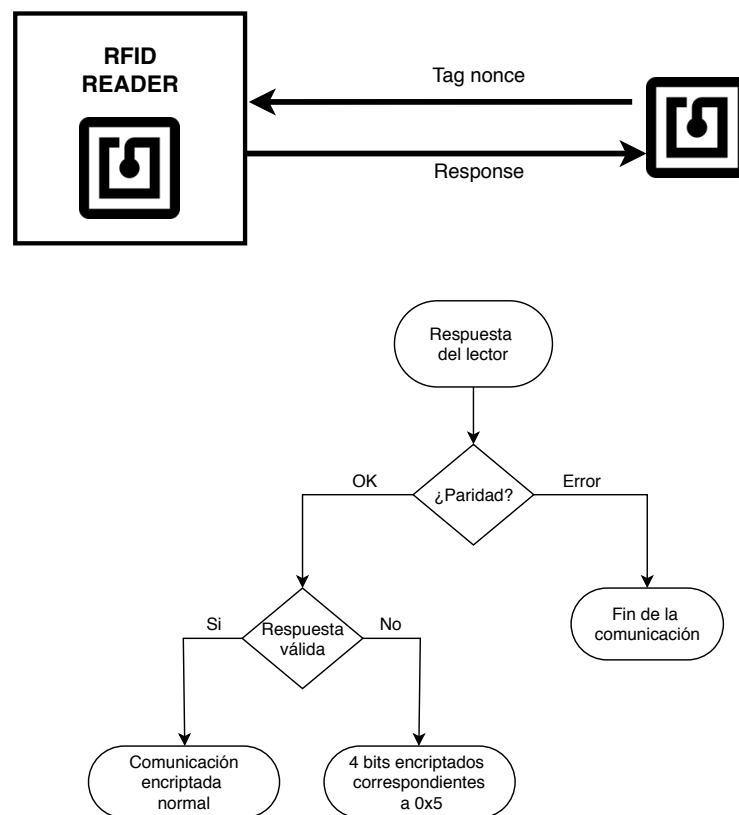 RFID
READER
Tag nonce
Response
Respuesta
del lector
OK
¿Paridad?
Error
Si
Respuesta
válida
No
Fin de la
comunicación
Comunicación
encriptada
normal
4 bits encriptados
correspondientes
a 0x5